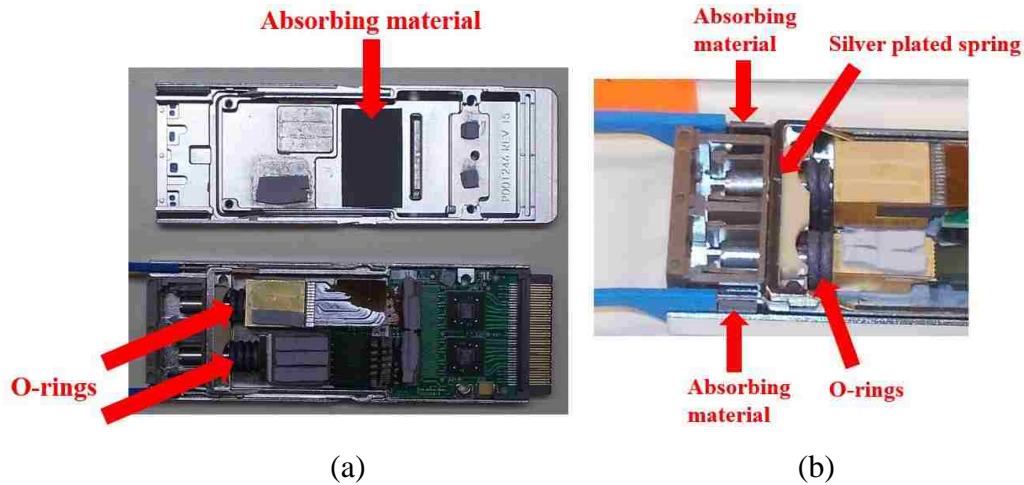 Absorbing material
P001244 REV 15
O-rings
(a)
Absorbing
material
Silver plated spring
Absorbing
material
O-rings
(b)